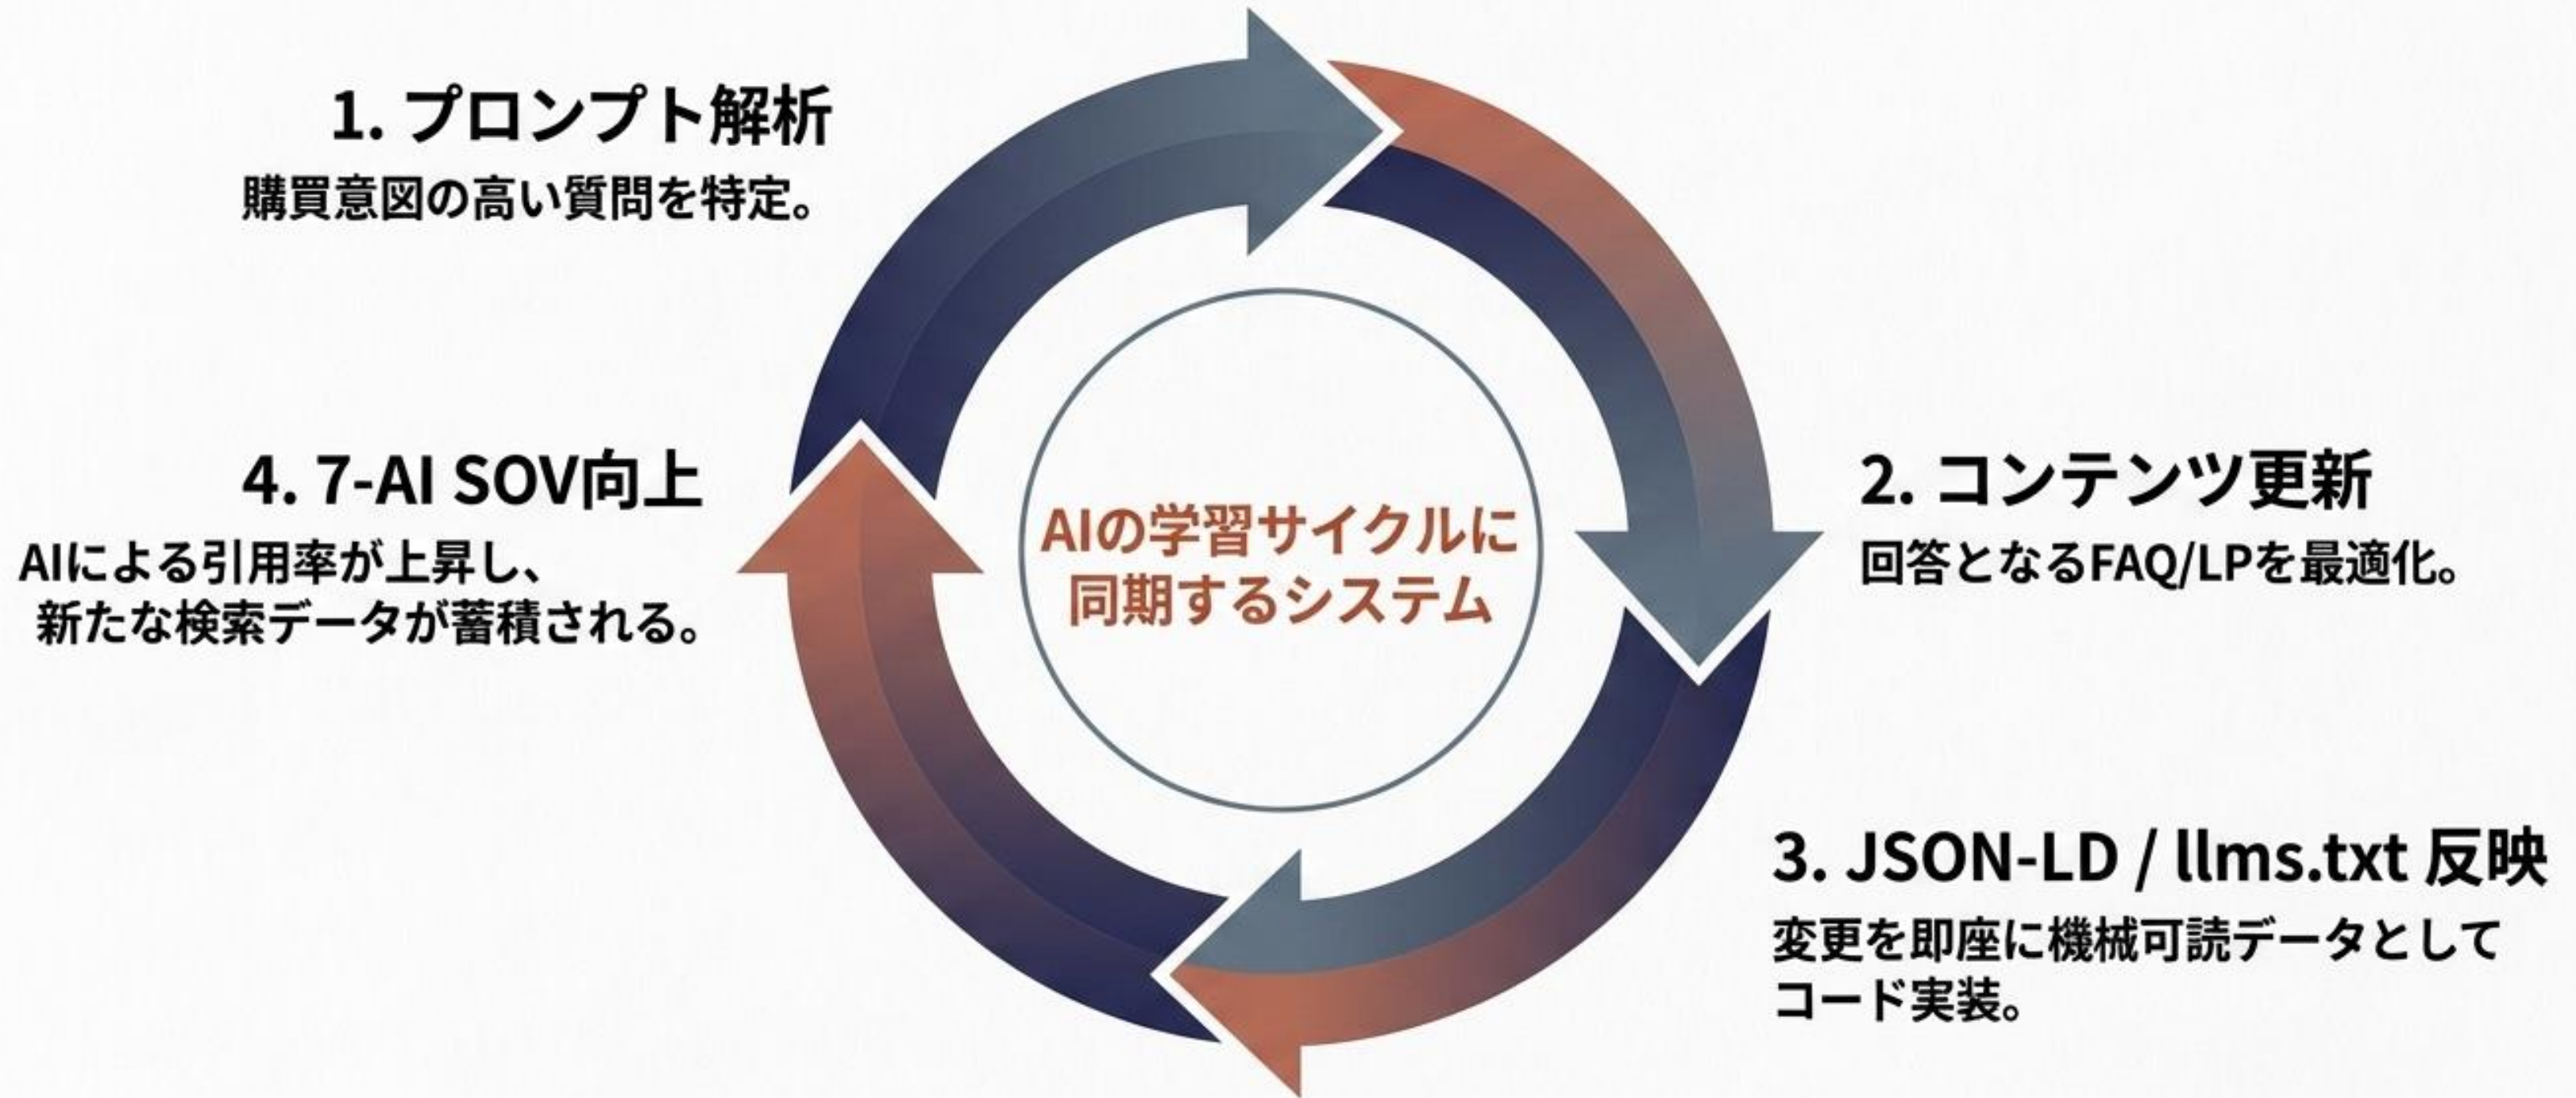 1. プロンプト解析
購買意図の高い質問を特定。
2. コンテンツ更新
回答となるFAQ/LPを最適化。
3. JSON-LD / llms.txt 反映
変更を即座に機械可読データとして
コード実装。
4. 7-AI SOV向上
AIによる引用率が上昇し、
新たな検索データが蓄積される。
AIの学習サイクルに
同期するシステム